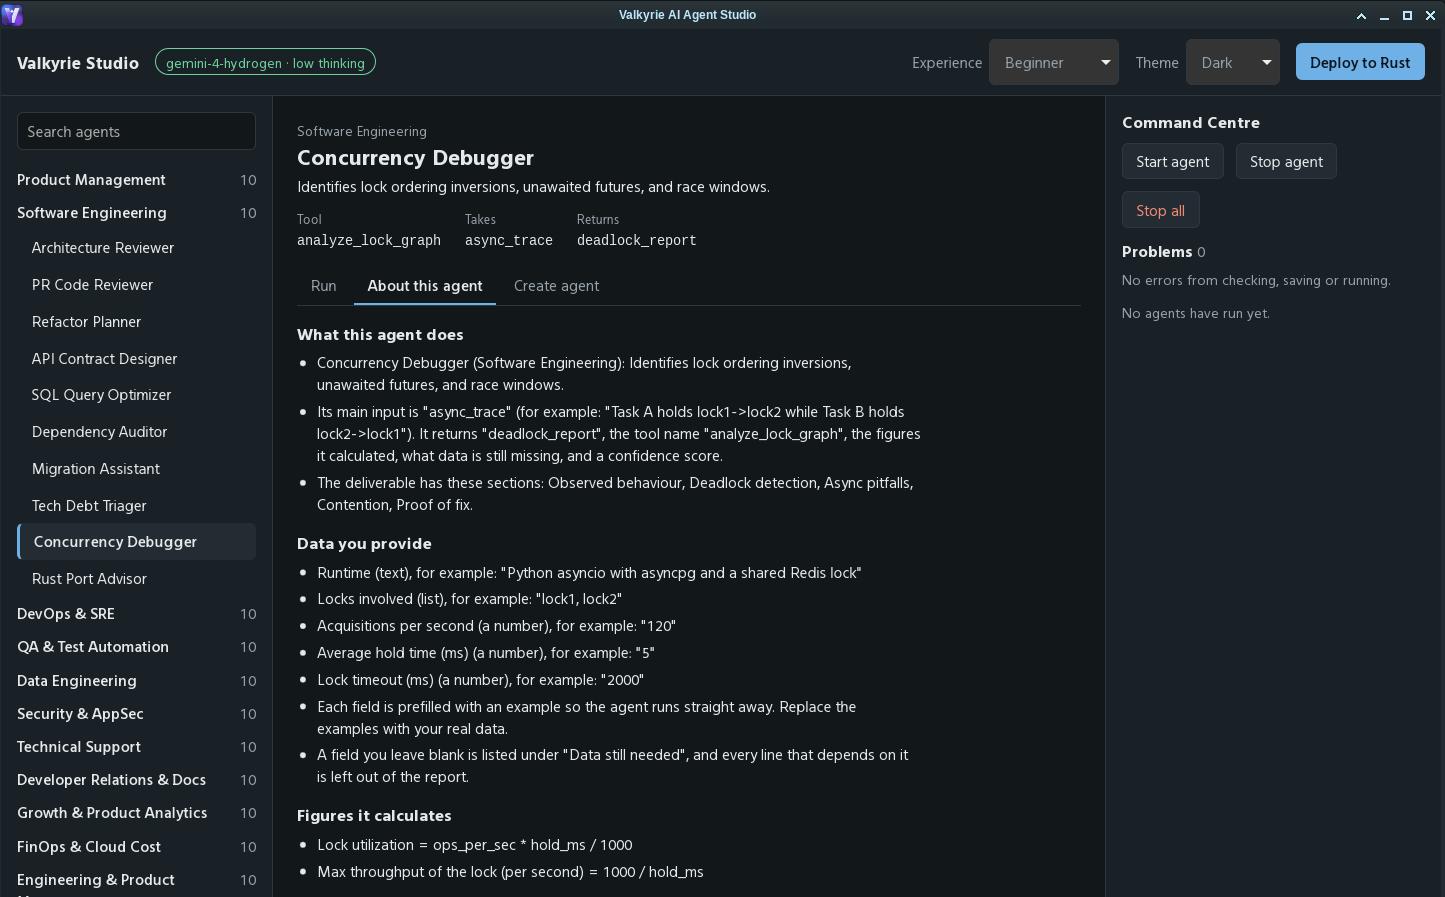 Valkyrie AI Agent Studio
Valkyrie Studio
gemini-4-hydrogen · low thinking
Experience
Beginner
Theme
Dark
Deploy to Rust
Search agents
Product Management 10
Software Engineering 10
Architecture Reviewer
PR Code Reviewer
Refactor Planner
API Contract Designer
SQL Query Optimizer
Dependency Auditor
Migration Assistant
Tech Debt Triager
Concurrency Debugger
Rust Port Advisor
DevOps & SRE 10
QA & Test Automation 10
Data Engineering 10
Security & AppSec 10
Technical Support 10
Developer Relations & Docs 10
Growth & Product Analytics 10
FinOps & Cloud Cost 10
Engineering & Product 10
Software Engineering
Concurrency Debugger
Identifies lock ordering inversions, unawaited futures, and race windows.
Tool Takes Returns
analyze_lock_graph async_trace deadlock_report
Run About this agent Create agent
What this agent does
Concurrency Debugger (Software Engineering): Identifies lock ordering inversions,
unawaited futures, and race windows.
Its main input is "async_trace" (for example: "Task A holds lock1->lock2 while Task B holds
lock2->lock1"). It returns "deadlock_report", the tool name "analyze_lock_graph", the figures
it calculated, what data is still missing, and a confidence score.
The deliverable has these sections: Observed behaviour, Deadlock detection, Async pitfalls,
Contention, Proof of fix.
Data you provide
Runtime (text), for example: "Python asyncio with asyncpg and a shared Redis lock"
Locks involved (list), for example: "lock1, lock2"
Acquisitions per second (a number), for example: "120"
Average hold time (ms) (a number), for example: "5"
Lock timeout (ms) (a number), for example: "2000"
Each field is prefilled with an example so the agent runs straight away. Replace the
examples with your real data.
A field you leave blank is listed under "Data still needed", and every line that depends on it
is left out of the report.
Figures it calculates
Lock utilization = ops_per_sec * hold_ms / 1000
Max throughput of the lock (per second) = 1000 / hold_ms
Command Centre
Start agent
Stop agent
Stop all
Problems 0
No errors from checking, saving or running.
No agents have run yet.